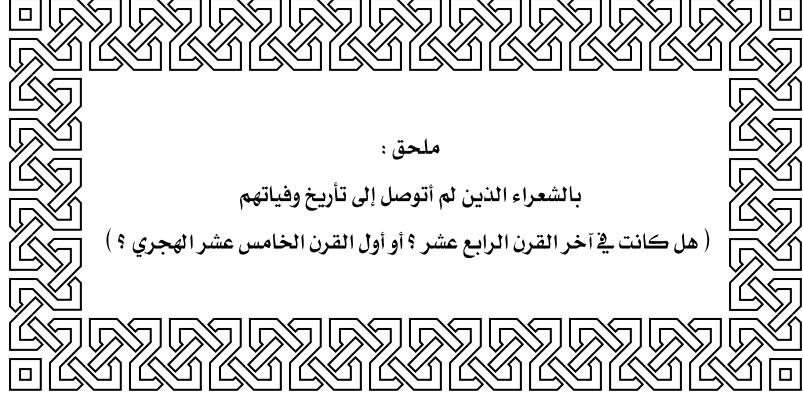 ملحق :
بالشعراء الذين لم أتوصل إلى تأريخ وفياتهم
( هل كانت في آخر القرن الرابع عشر ؟ أو أول القرن الخامس عشر الهجري ؟ )